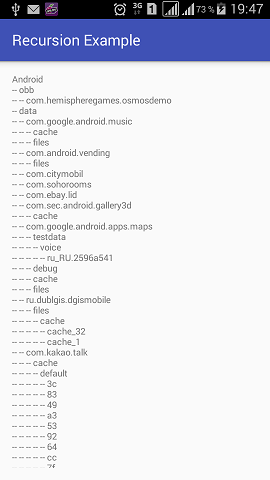 3G 1 73 % 19:47
Recursion Example
Android
-- obb
-- -- com.hemispheregames.osmosdemo
-- data
-- -- com.google.android.music
-- -- -- cache
-- -- -- files
-- -- com.android.vending
-- -- -- files
-- -- com.citymobil
-- -- com.sohorooms
-- -- com.ebay.lid
-- -- com.sec.android.gallery3d
-- -- -- cache
-- -- com.google.android.apps.maps
-- -- -- testdata
-- -- -- -- voice
-- -- -- -- -- ru_RU.2596a541
-- -- -- debug
-- -- -- cache
-- -- -- files
-- -- ru.dublgis.dgismobile
-- -- -- files
-- -- -- -- cache
-- -- -- -- -- cache_32
-- -- -- -- -- cache_1
-- -- com.kakao.talk
-- -- -- cache
-- -- -- -- default
-- -- -- -- -- 3c
-- -- -- -- -- 83
-- -- -- -- -- 49
-- -- -- -- -- a3
-- -- -- -- -- 53
-- -- -- -- -- 92
-- -- -- -- -- 64
-- -- -- -- -- cc
-- -- -- -- -- 7f